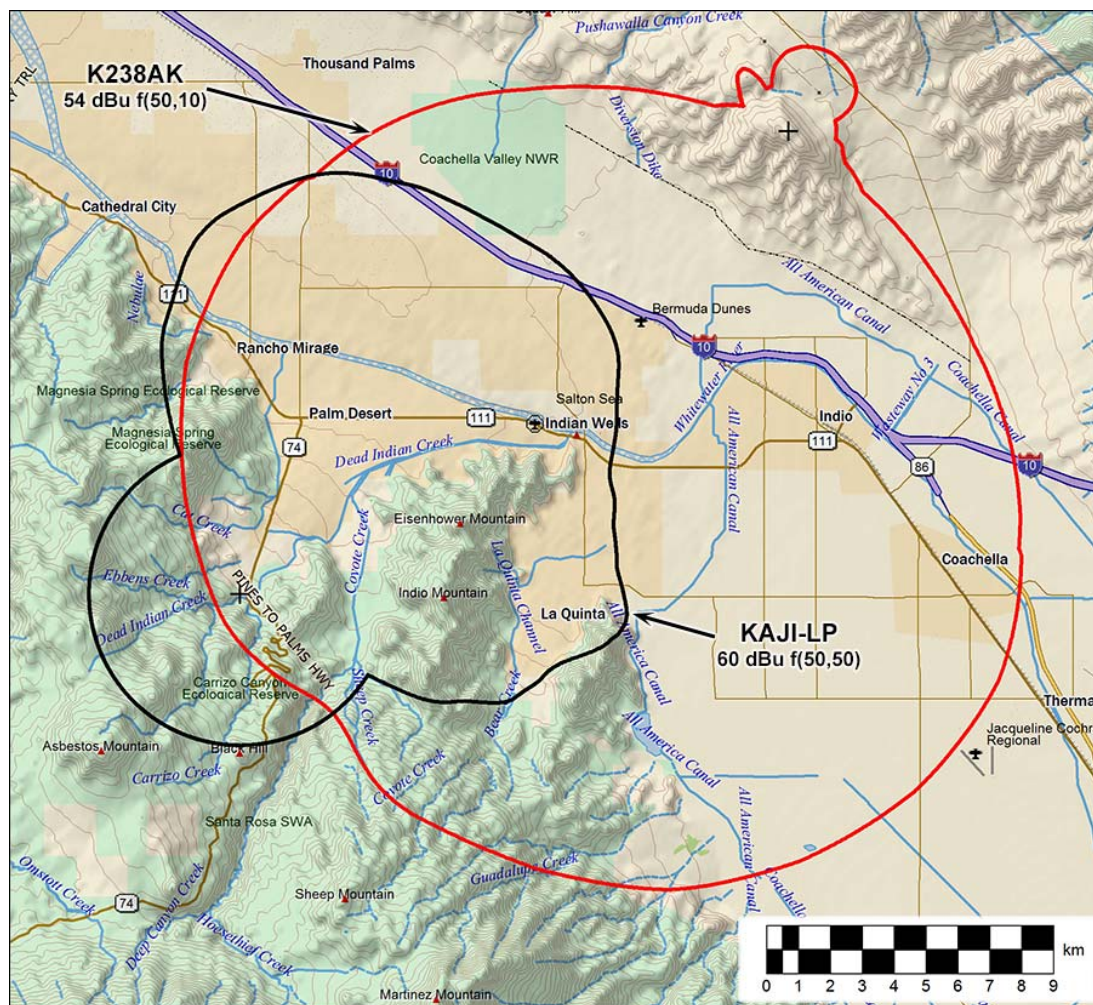 Pushawalla Canyon Creek
Thousand Palms
K238AK
54 dBu f(50,10)
Diversion Dike
10
Coachella Valley NWR
Cathedral City
111
Nebulae
All American Canal
Bermuda Dunes
10
Rancho Mirage
Whitewater River
Wasteway No 3
Coachella Canal
Magnesia Spring Ecological Reserve
Salton Sea
Palm Desert
111
Indian Wells
Indio
111
Magnesia Spring
Ecological Reserve
74
Dead Indian Creek
All American Canal
86
10
Cat Creek
Coyote Creek
Eisenhower Mountain
La Quinta Channel
Coachella
Ebbens Creek
PINES TO PALMS HWY
Indio Mountain
La Quinta
All America Canal
Dead Indian Creek
KAJI-LP
60 dBu f(50,50)
Carrizo Canyon
Ecological Reserve
Sheep Creek
Bear Creek
Therma
All America Canal
Jacqueline Cochr
Regional
Asbestos Mountain
Black Hill
Carrizo Creek
Coyote Creek
All American Canal
Santa Rosa SWA
Guadalupe Creek
Coachello
Omstott Creek
74
Deep Canyon Creek
Sheep Mountain
Horsethief Creek
Martinez Mountain
km
0 1 2 3 4 5 6 7 8 9